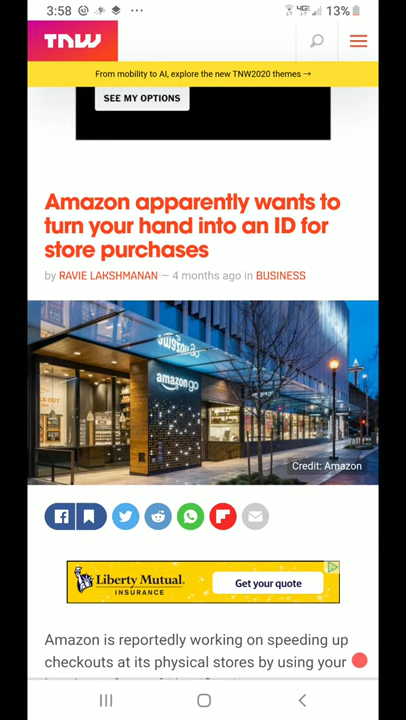 3:58
13%
TNW
From mobility to AI, explore the new TNW2020 themes →
SEE MY OPTIONS
Amazon apparently wants to
turn your hand into an ID for
store purchases
by RAVIE LAKSHMANAN — 4 months ago in BUSINESS
amazon go
Credit: Amazon
Liberty Mutual.
INSURANCE
Get your quote
Amazon is reportedly working on speeding up
checkouts at its physical stores by using your